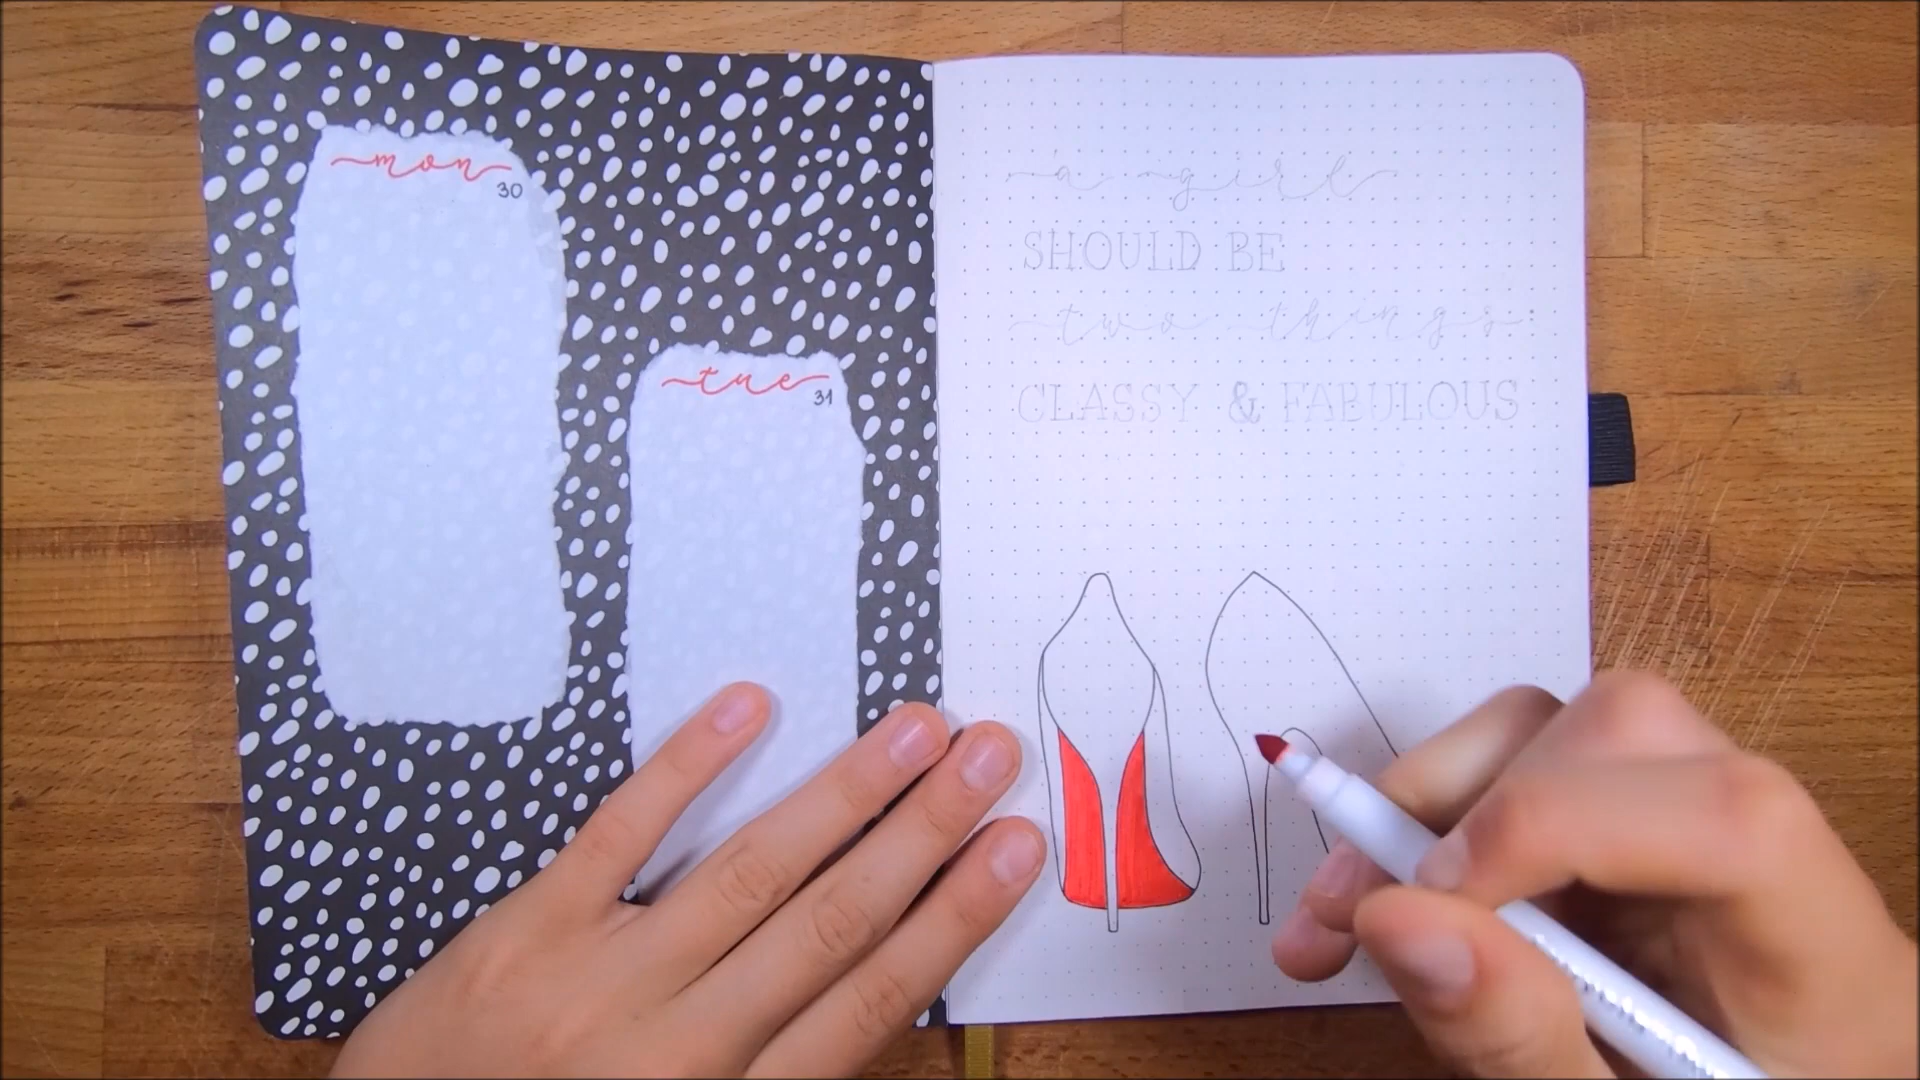 mon
30
tue
31
a girl
SHOULD BE
two things:
CLASSY & FABULOUS